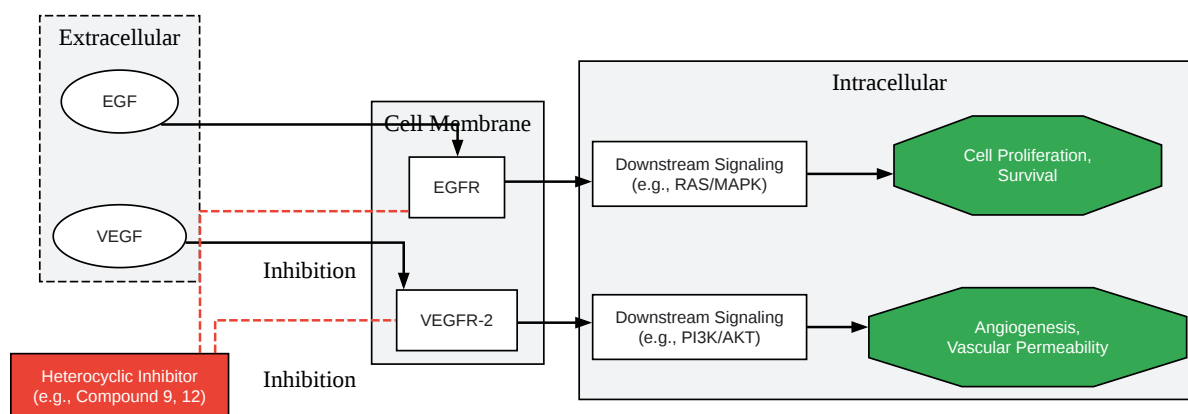 Extracellular
EGF
VEGF
Cell Membrane
EGFR
VEGFR-2
Inhibition
Inhibition
Heterocyclic Inhibitor
(e.g., Compound 9, 12)
Intracellular
Downstream Signaling
(e.g., RAS/MAPK)
Cell Proliferation,
Survival
Downstream Signaling
(e.g., PI3K/AKT)
Angiogenesis,
Vascular Permeability